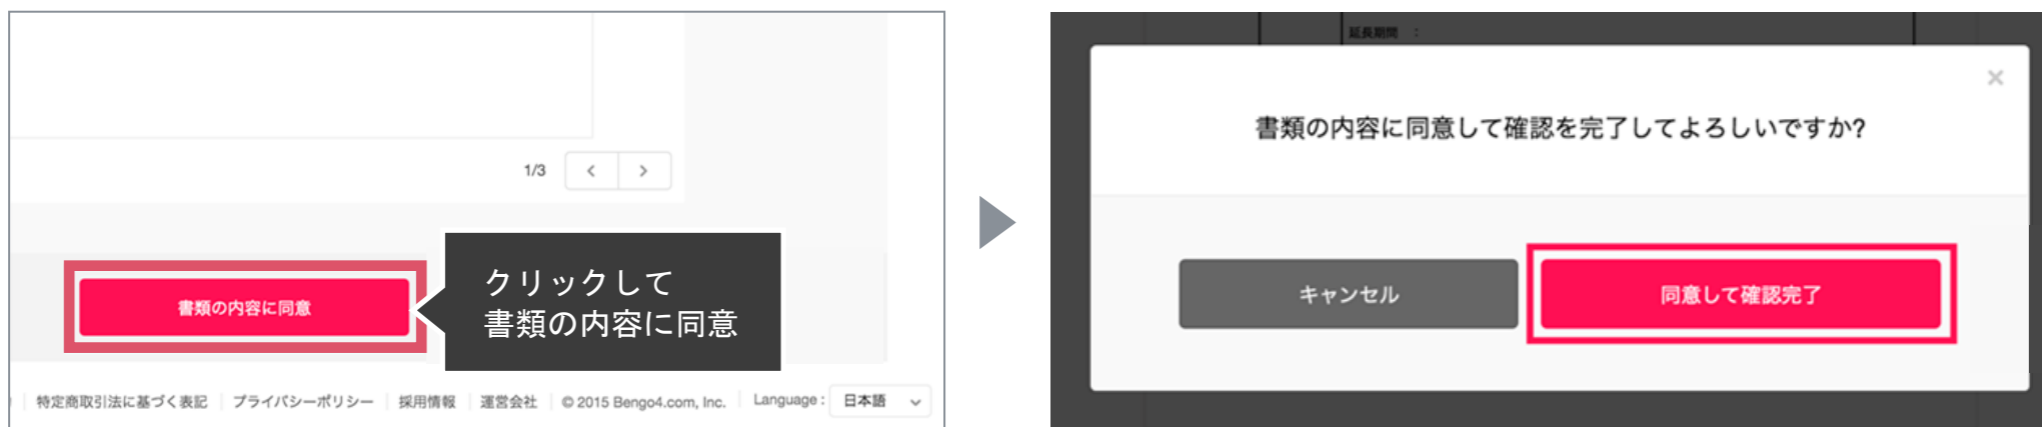 1/3
書類の内容に同意
クリックして
書類の内容に同意
特定商取引法に基づく表記 プライバシーポリシー 採用情報 運営会社 © 2015 Bengo4.com, Inc. Language : 日本語
延長期間 ：
書類の内容に同意して確認を完了してよろしいですか?
キャンセル
同意して確認完了